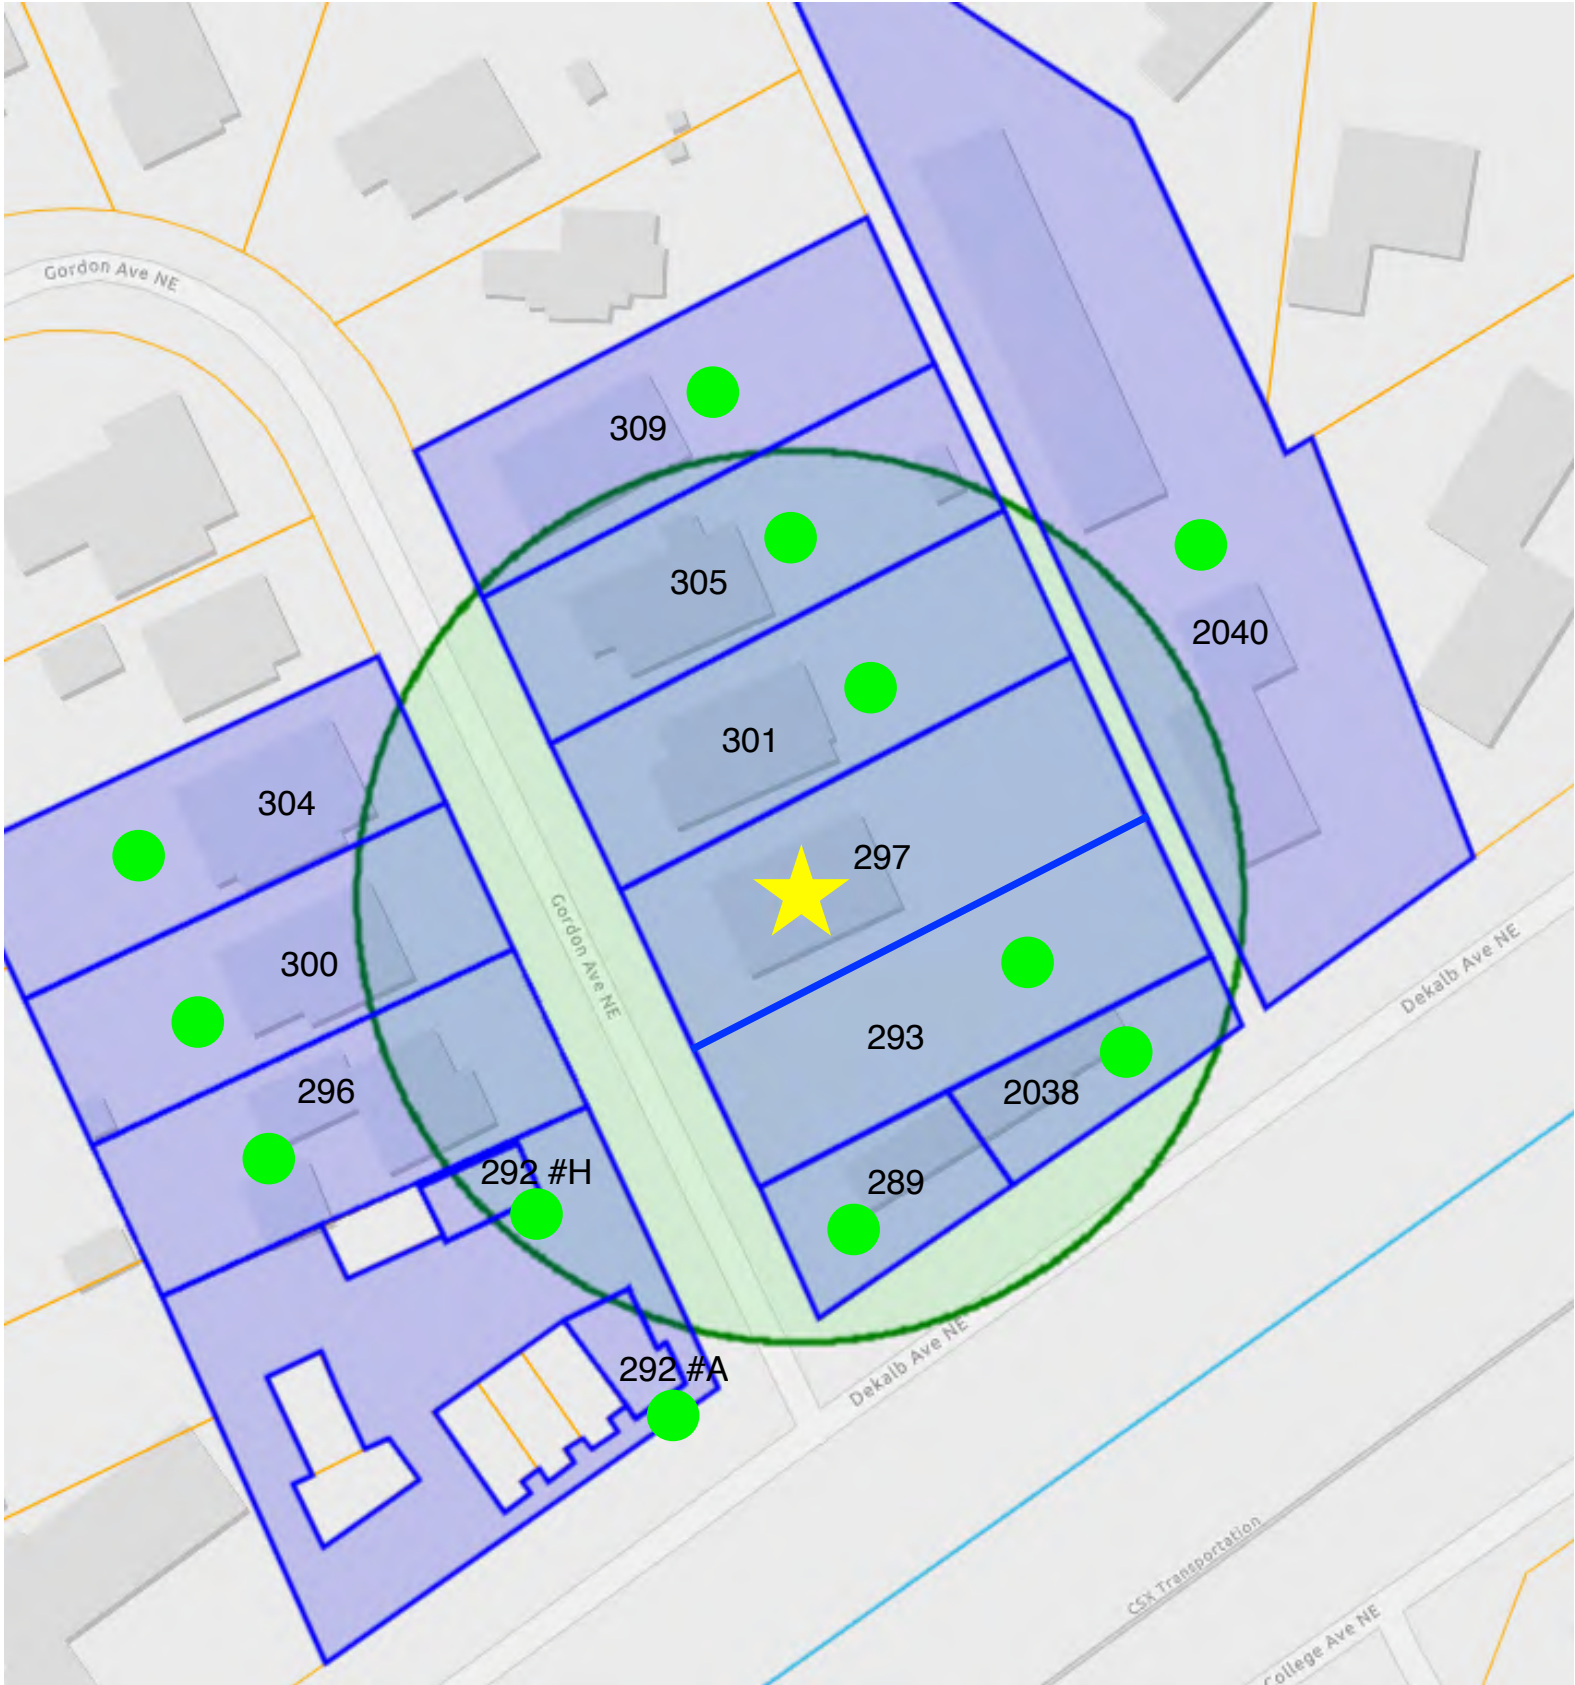 Gordon Ave NE
309
305
2040
301
304
297
300
Gordon Ave NE
Dekalb Ave NE
293
296
2038
292 #H
289
Dekalb Ave NE
292 #A
CSX Transportation
College Ave NE